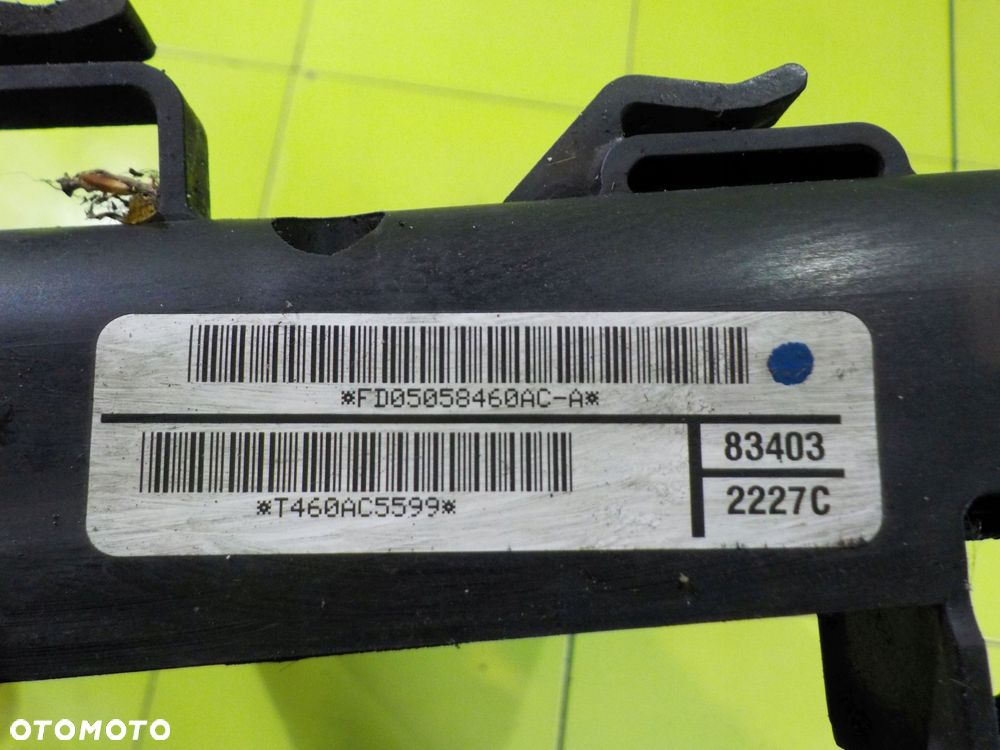 *FD05058460AC-A*
83403
*T460AC5599*
2227C
OTOMOTO